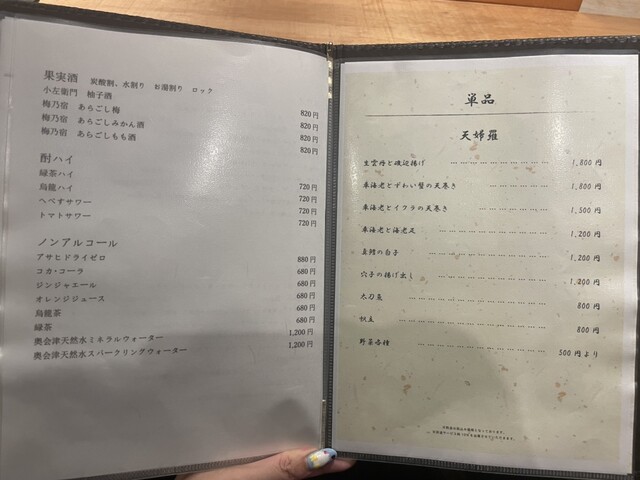 果実酒 炭酸割、水割り お湯割り ロック
小左衛門 柚子酒 820円
梅乃宿 あらごし梅 820円
梅乃宿 あらごしみかん酒 820円
梅乃宿 あらごしもも酒 820円
酎ハイ
緑茶ハイ 720円
烏龍ハイ 720円
へべすサワー 720円
トマトサワー 720円
ノンアルコール
アサヒドライゼロ 880円
コカ・コーラ 680円
ジンジャエール 680円
オレンジジュース 680円
烏龍茶 680円
緑茶 680円
奥会津天然水ミネラルウォーター 1,200円
奥会津天然水スパークリングウォーター 1,200円
単品
天婦羅
生雲丹と磯辺揚げ 1,800円
車海老とずわい蟹の天巻き 1,800円
車海老とイクラの天巻き 1,500円
車海老と海老足 1,200円
真鱈の白子 1,200円
穴子の揚げ出し 1,200円
太刀魚 800円
帆立 800円
野菜各種 500円より